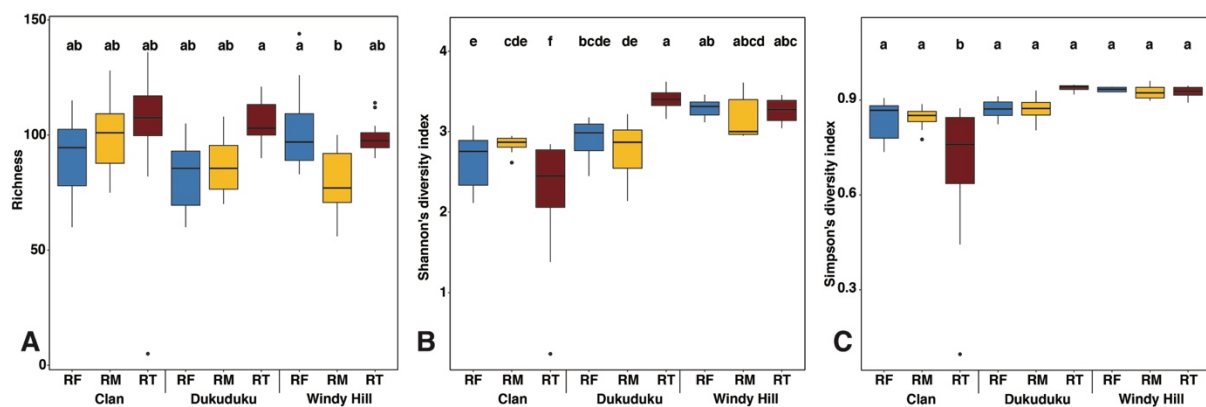 150
100
50
0
Richness
ab ab ab ab ab a a b ab
A
RF RM RT RF RM RT RF RM RT
Clan Dukuduku Windy Hill
4
3
2
1
Shannon's diversity index
e cde f bcde de a ab abcd abc
B
RF RM RT RF RM RT RF RM RT
Clan Dukuduku Windy Hill
0.9
0.6
0.3
Simpson's diversity index
a a b a a a a a a
C
RF RM RT RF RM RT RF RM RT
Clan Dukuduku Windy Hill